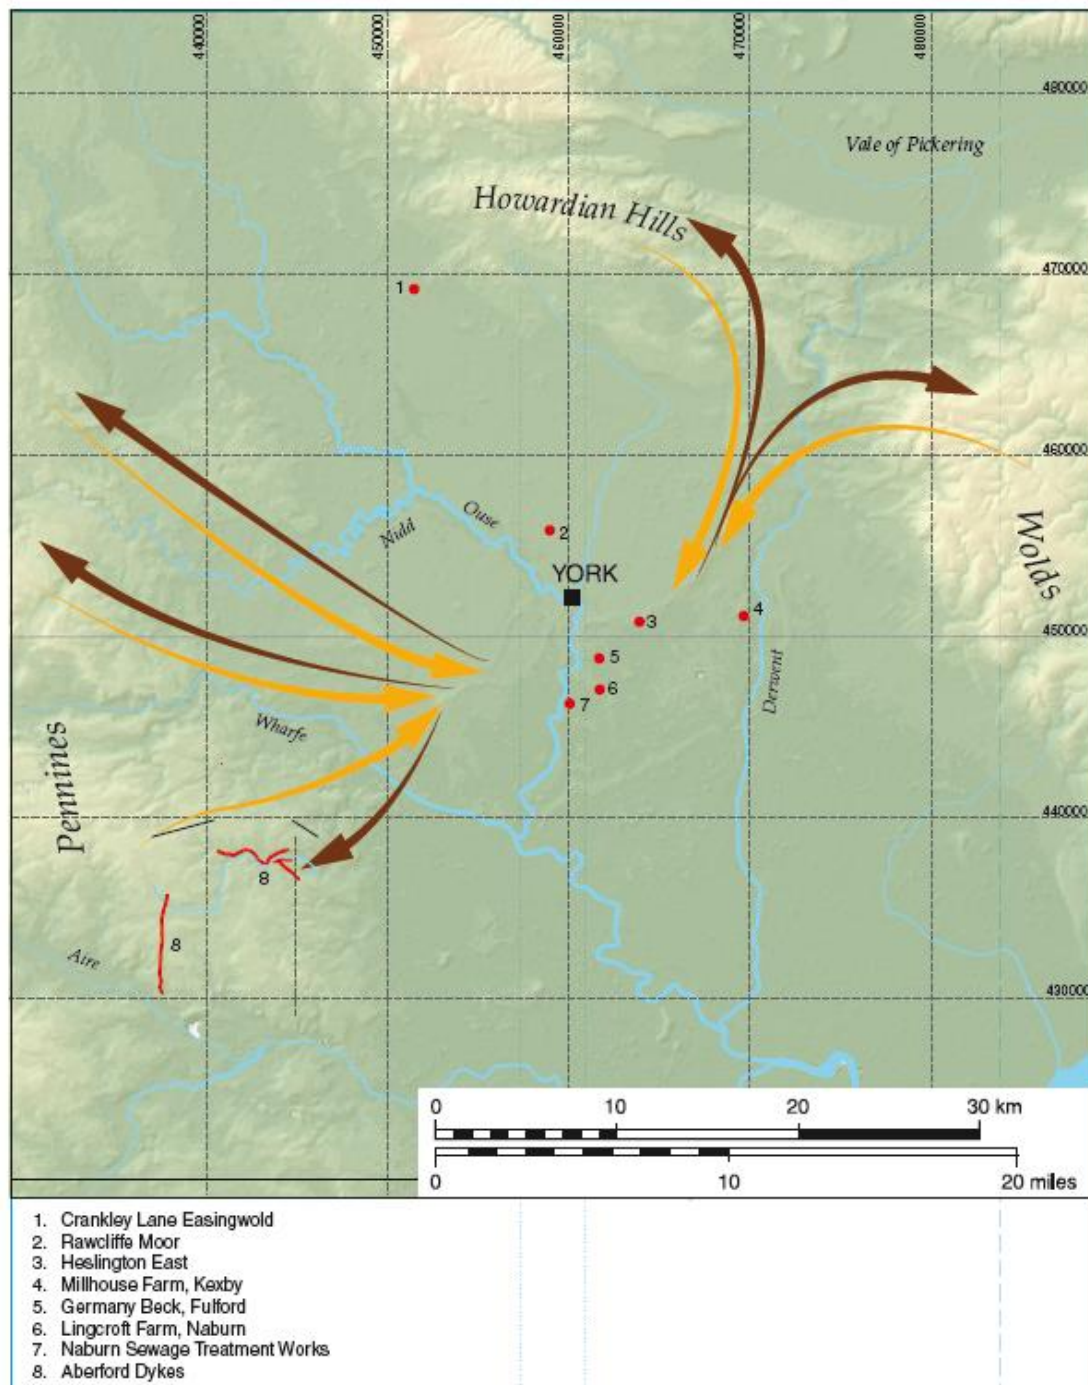 440000
450000
460000
470000
480000
480000
Vale of Pickering
Howardian Hills
470000
1
460000
Ouse
Nidd
2
Wolds
YORK
3
4
450000
5
Derwent
6
7
Wharfe
Pennines
440000
8
8
Aire
430000
0 10 20 30 km
0 10 20 miles
1. Crankley Lane Easingwold
2. Rawcliffe Moor
3. Heslington East
4. Millhouse Farm, Kexby
5. Germany Beck, Fulford
6. Lingcroft Farm, Naburn
7. Naburn Sewage Treatment Works
8. Aberford Dykes